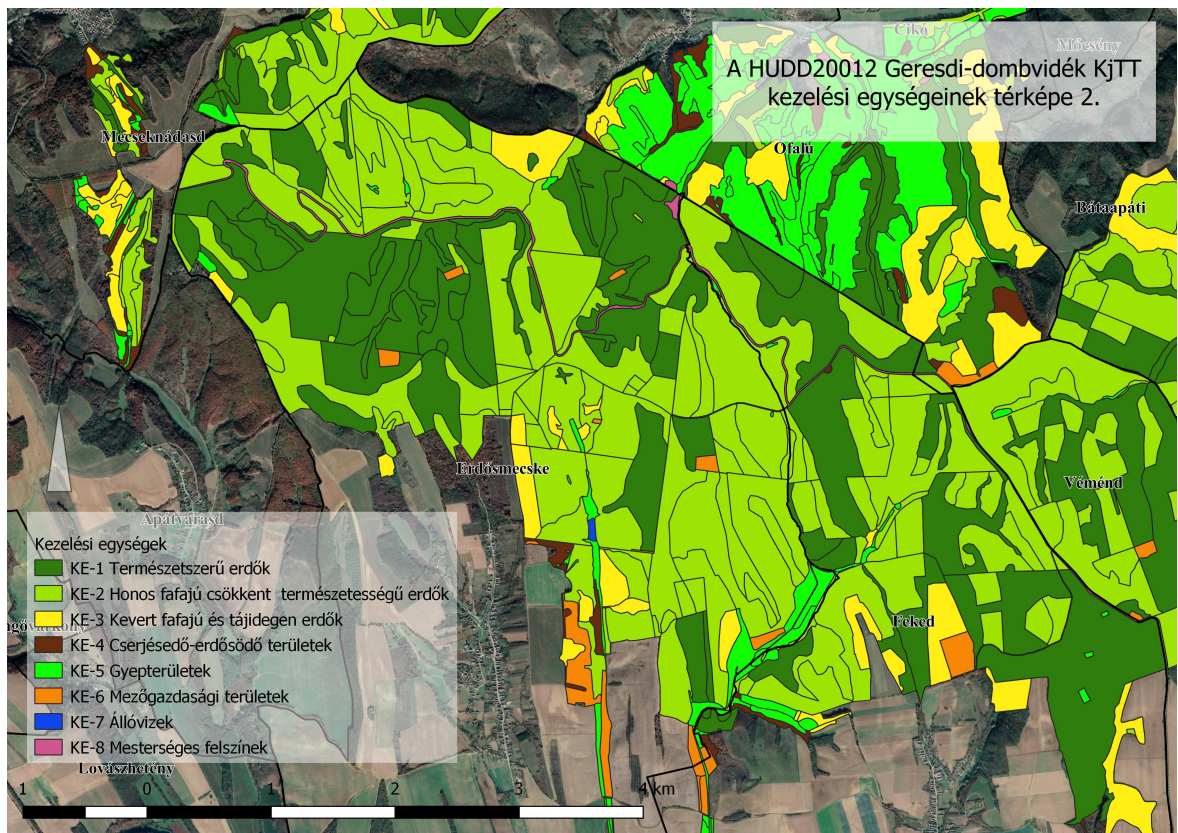 Cikó
Mőcsény
A HUDD20012 Geresdi-dombvidék KjTT
kezelési egységeinek térképe 2.
Mecseknádasd
Ófalu
Bátaapáti
Erdősmecske
Véménd
Apátvarasd
Kezelési egységek
KE-1 Természetszerű erdők
KE-2 Honos fafajú csökkent természetességű erdők
KE-3 Kevert fafajú és tájidegen erdők
KE-4 Cserjésedő-erdősödő területek
KE-5 Gyepterületek
KE-6 Mezőgazdasági területek
KE-7 Állóvizek
KE-8 Mesterséges felszínek
Feked
Lovászhetény
1 0 1 2 3 4 km